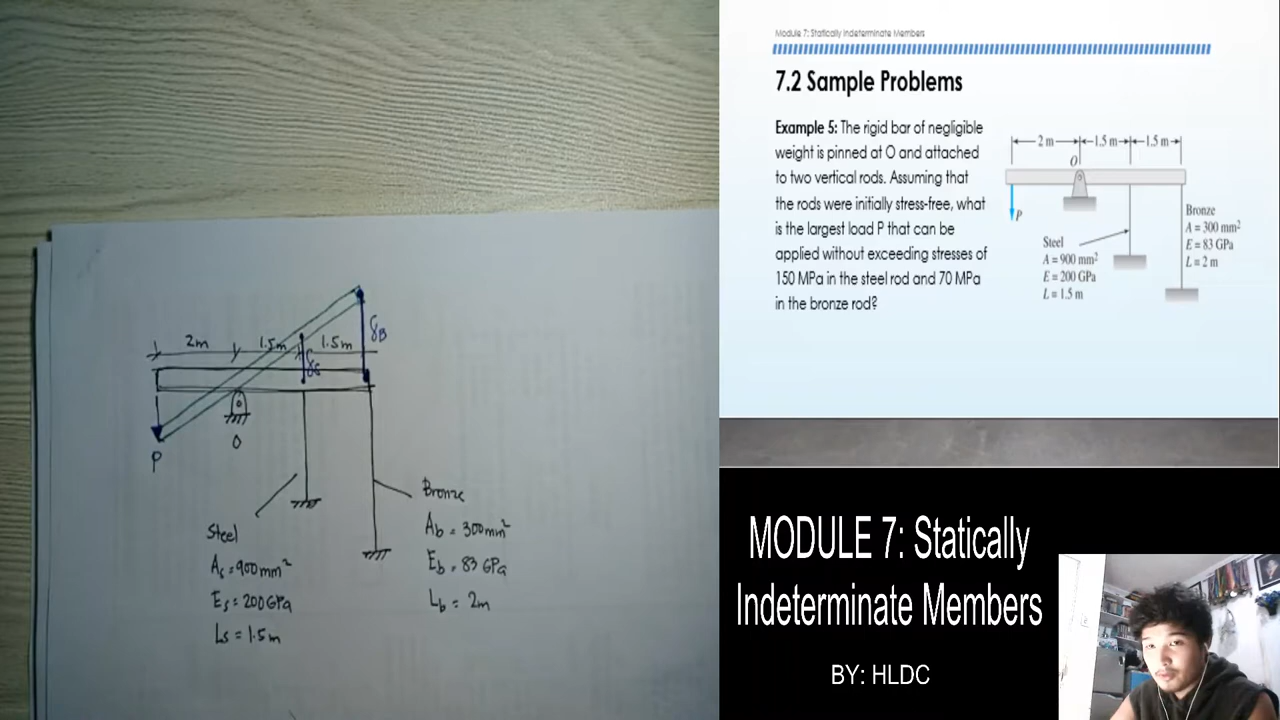 2m
1.5m
1.5m
δB
δs
P
O
Steel
As = 900mm²
Es = 200GPa
Ls = 1.5m
Bronze
Ab = 300mm²
Eb = 83 GPa
Lb = 2m
Module 7: Statically Indeterminate Members
7.2 Sample Problems
Example 5: The rigid bar of negligible
weight is pinned at O and attached
to two vertical rods. Assuming that
the rods were initially stress-free, what
is the largest load P that can be
applied without exceeding stresses of
150 MPa in the steel rod and 70 MPa
in the bronze rod?
2 m
1.5 m
1.5 m
O
P
Steel
A = 900 mm²
E = 200 GPa
L = 1.5 m
Bronze
A = 300 mm²
E = 83 GPa
L = 2 m
MODULE 7: Statically
Indeterminate Members
BY: HLDC